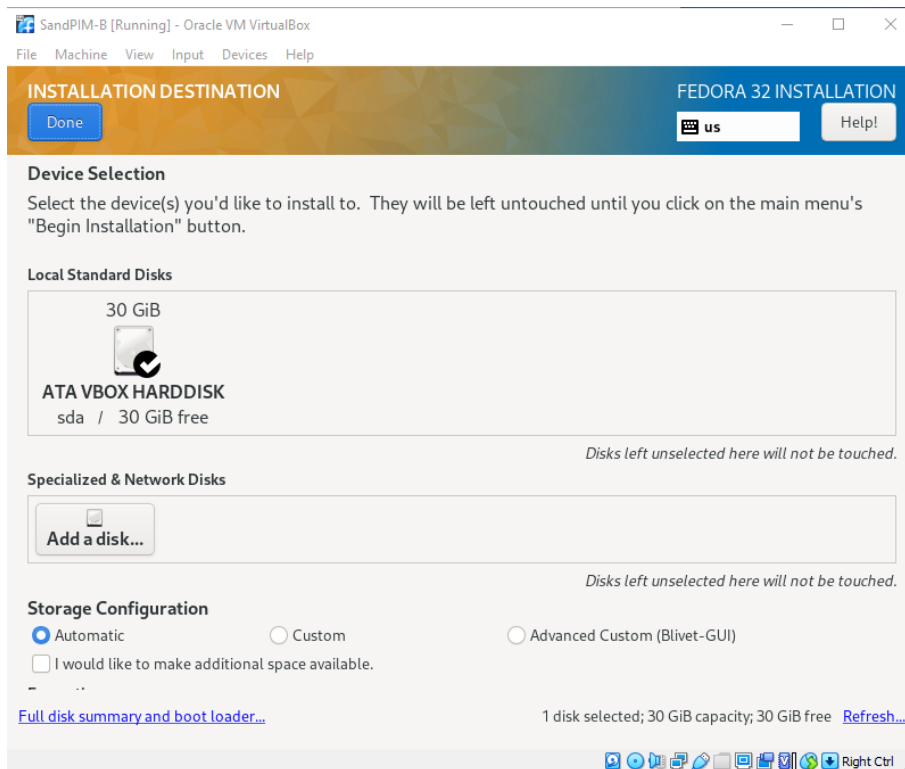 SandPIM-B [Running] - Oracle VM VirtualBox
File Machine View Input Devices Help
INSTALLATION DESTINATION
FEDORA 32 INSTALLATION
Done
us
Help!
Device Selection
Select the device(s) you'd like to install to. They will be left untouched until you click on the main menu's
"Begin Installation" button.
Local Standard Disks
30 GiB
ATA VBOX HARDDISK
sda / 30 GiB free
Disks left unselected here will not be touched.
Specialized & Network Disks
Add a disk...
Disks left unselected here will not be touched.
Storage Configuration
Automatic Custom Advanced Custom (Blivet-GUI)
I would like to make additional space available.
Full disk summary and boot loader...
1 disk selected; 30 GiB capacity; 30 GiB free Refresh...
Right Ctrl